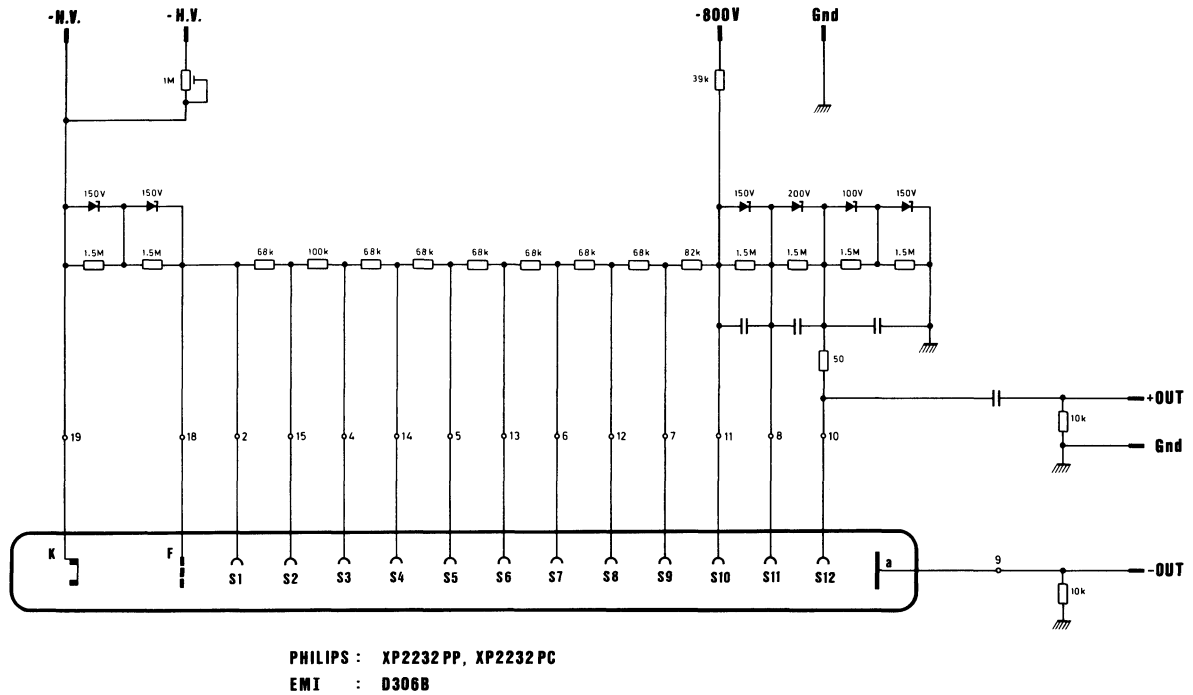 -H.V. -H.V. -800V Gnd
1M 39k
150V 150V 150V 200V 100V 150V
1.5M 1.5M 68k 100k 68k 68k 68k 68k 68k 68k 82k 1.5M 1.5M 1.5M 1.5M
50
+OUT
10k
19 18 2 15 4 14 5 13 6 12 7 11 8 10
Gnd
K F
S1 S2 S3 S4 S5 S6 S7 S8 S9 S10 S11 S12 a 9 -OUT
10k
PHILIPS : XP2232PP, XP2232PC
EMI : D306B